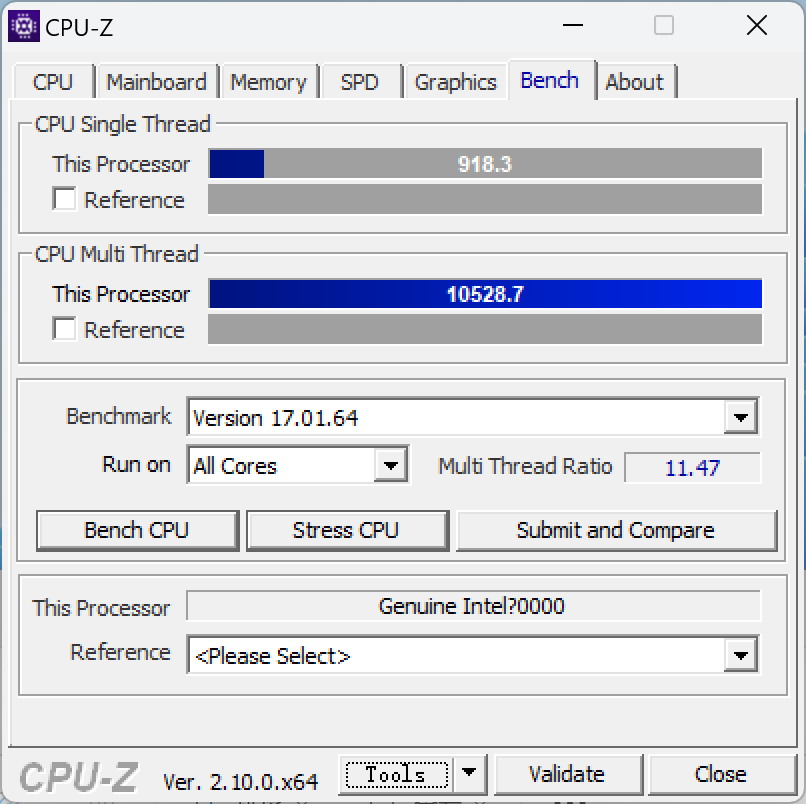 CPU-Z
CPU Mainboard Memory SPD Graphics Bench About
CPU Single Thread
This Processor 918.3
Reference
CPU Multi Thread
This Processor 10528.7
Reference
Benchmark Version 17.01.64
Run on All Cores Multi Thread Ratio 11.47
Bench CPU Stress CPU Submit and Compare
This Processor Genuine Intel?0000
Reference <Please Select>
CPU-Z Ver. 2.10.0.x64 Tools Validate Close